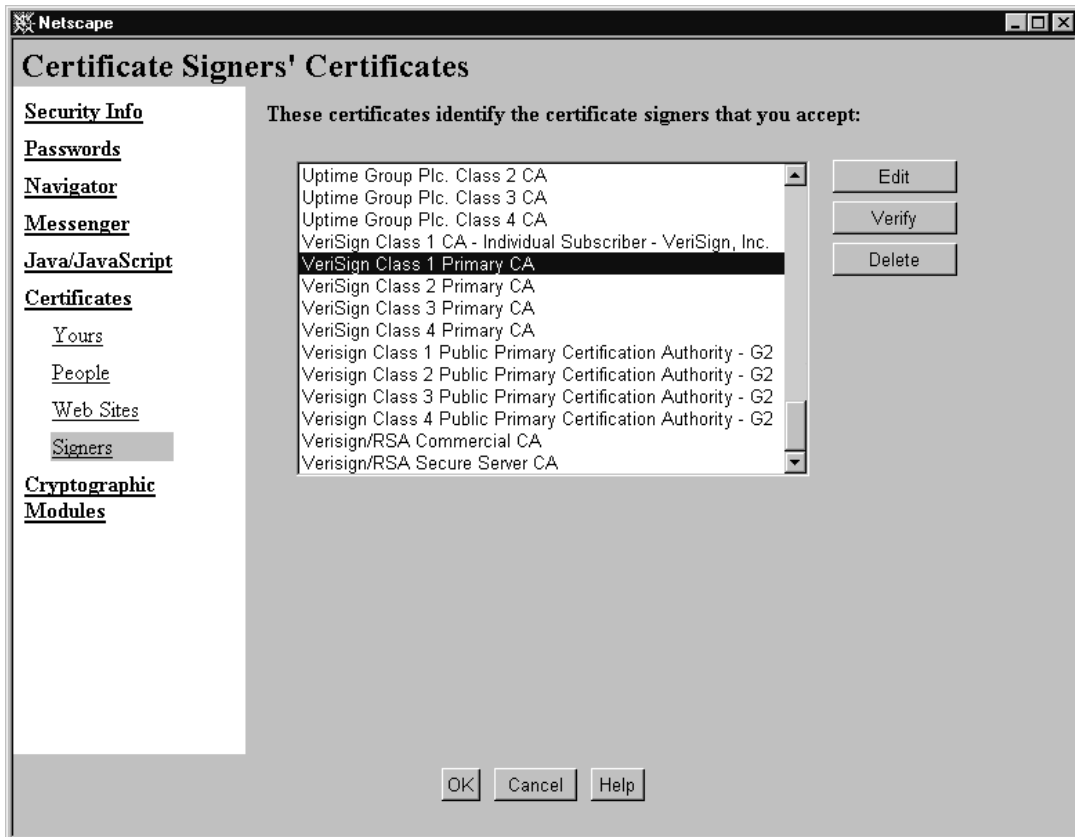 Netscape
Certificate Signers' Certificates
Security Info
Passwords
Navigator
Messenger
Java/JavaScript
Certificates
Yours
People
Web Sites
Signers
Cryptographic
Modules
These certificates identify the certificate signers that you accept:
Uptime Group Plc. Class 2 CA
Uptime Group Plc. Class 3 CA
Uptime Group Plc. Class 4 CA
VeriSign Class 1 CA - Individual Subscriber - VeriSign, Inc.
VeriSign Class 1 Primary CA
VeriSign Class 2 Primary CA
VeriSign Class 3 Primary CA
VeriSign Class 4 Primary CA
Verisign Class 1 Public Primary Certification Authority - G2
Verisign Class 2 Public Primary Certification Authority - G2
Verisign Class 3 Public Primary Certification Authority - G2
Verisign Class 4 Public Primary Certification Authority - G2
Verisign/RSA Commercial CA
Verisign/RSA Secure Server CA
Edit
Verify
Delete
OK Cancel Help